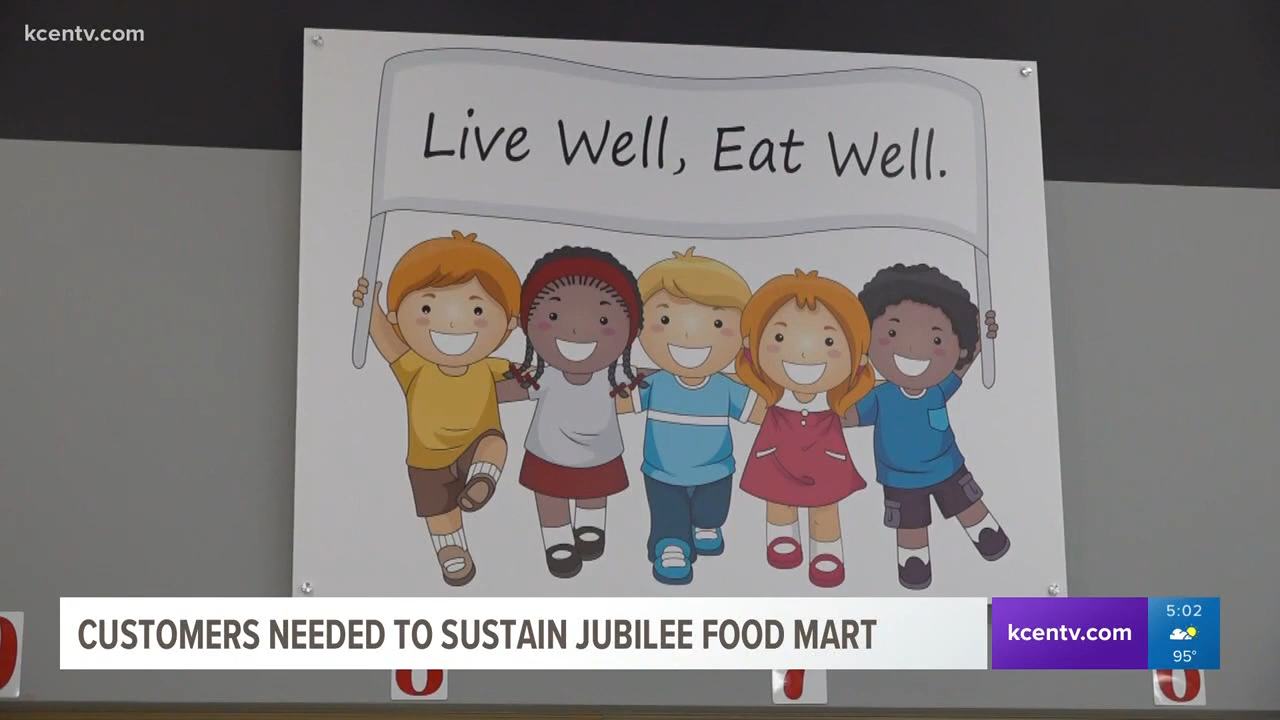 kcentv.com
Live Well, Eat Well.
CUSTOMERS NEEDED TO SUSTAIN JUBILEE FOOD MART
kcentv.com
5:02
95°